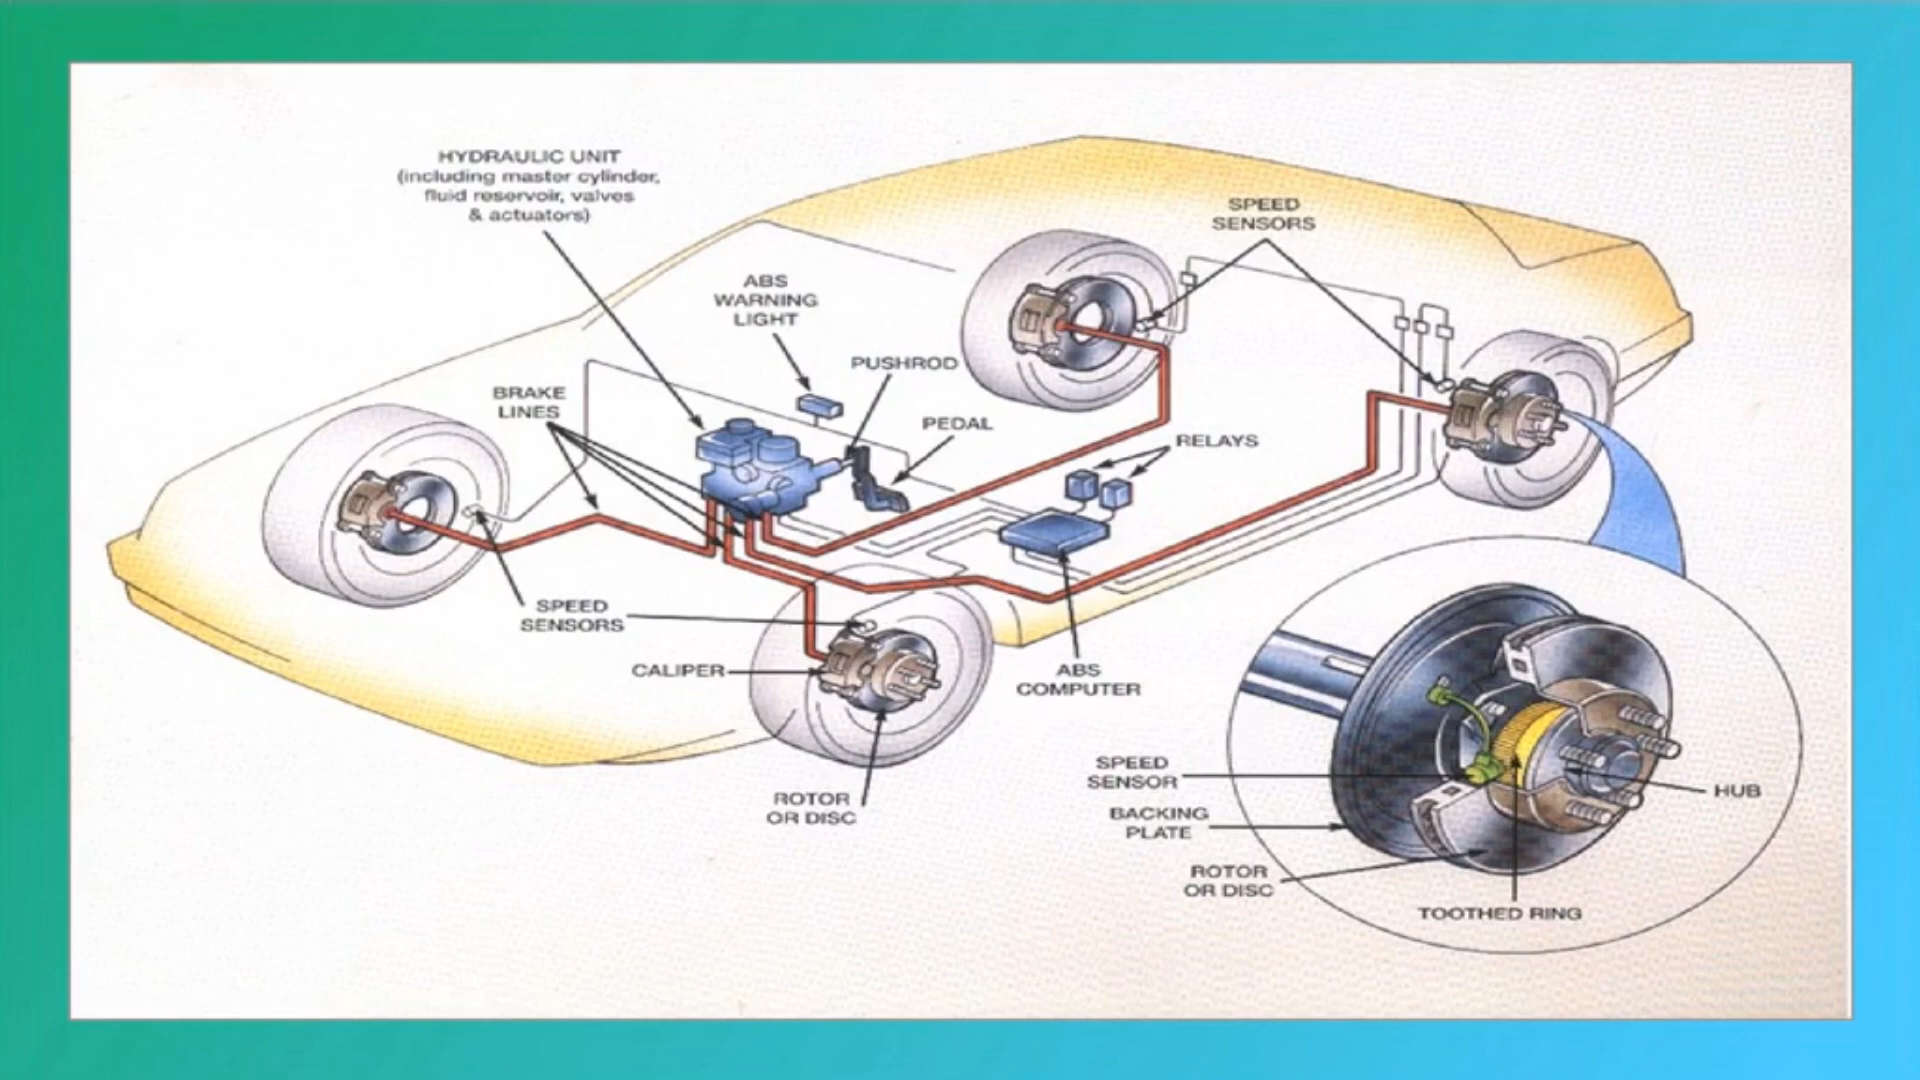 HYDRAULIC UNIT
(including master cylinder,
fluid reservoir, valves
& actuators)
SPEED
SENSORS
ABS
WARNING
LIGHT
PUSHROD
BRAKE
LINES
PEDAL
RELAYS
SPEED
SENSORS
CALIPER
ABS
COMPUTER
ROTOR
OR DISC
SPEED
SENSOR
BACKING
PLATE
HUB
ROTOR
OR DISC
TOOTHED RING